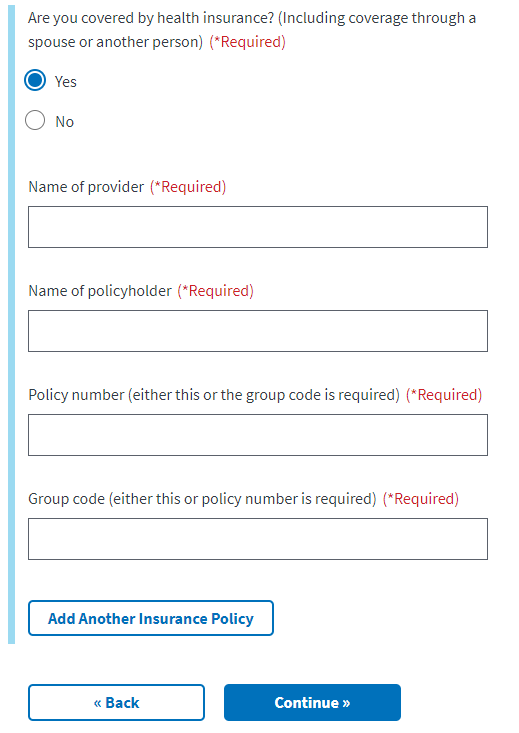 Are you covered by health insurance? (Including coverage through a
spouse or another person) (*Required)
Yes
No
Name of provider (*Required)
Name of policyholder (*Required)
Policy number (either this or the group code is required) (*Required)
Group code (either this or policy number is required) (*Required)
Add Another Insurance Policy
« Back
Continue »